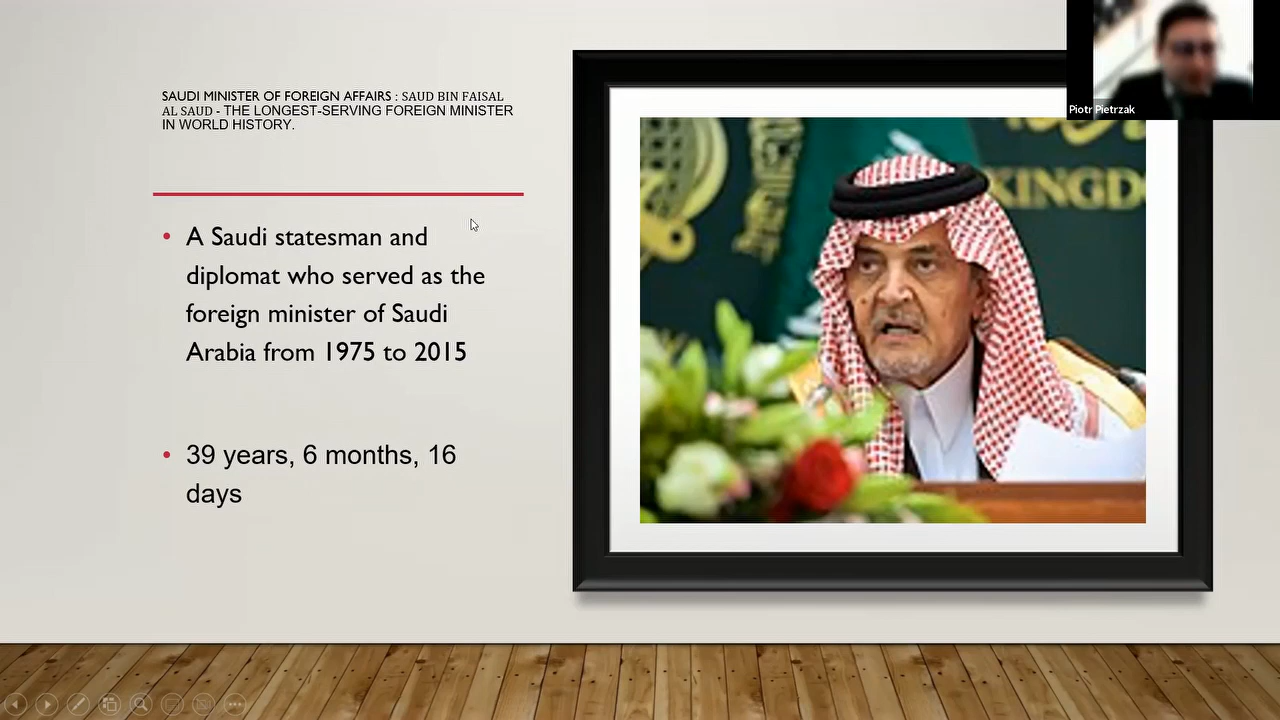 SAUDI MINISTER OF FOREIGN AFFAIRS : SAUD BIN FAISAL
AL SAUD - THE LONGEST-SERVING FOREIGN MINISTER
IN WORLD HISTORY.
• A Saudi statesman and
diplomat who served as the
foreign minister of Saudi
Arabia from 1975 to 2015
• 39 years, 6 months, 16
days
Piotr Pietrzak